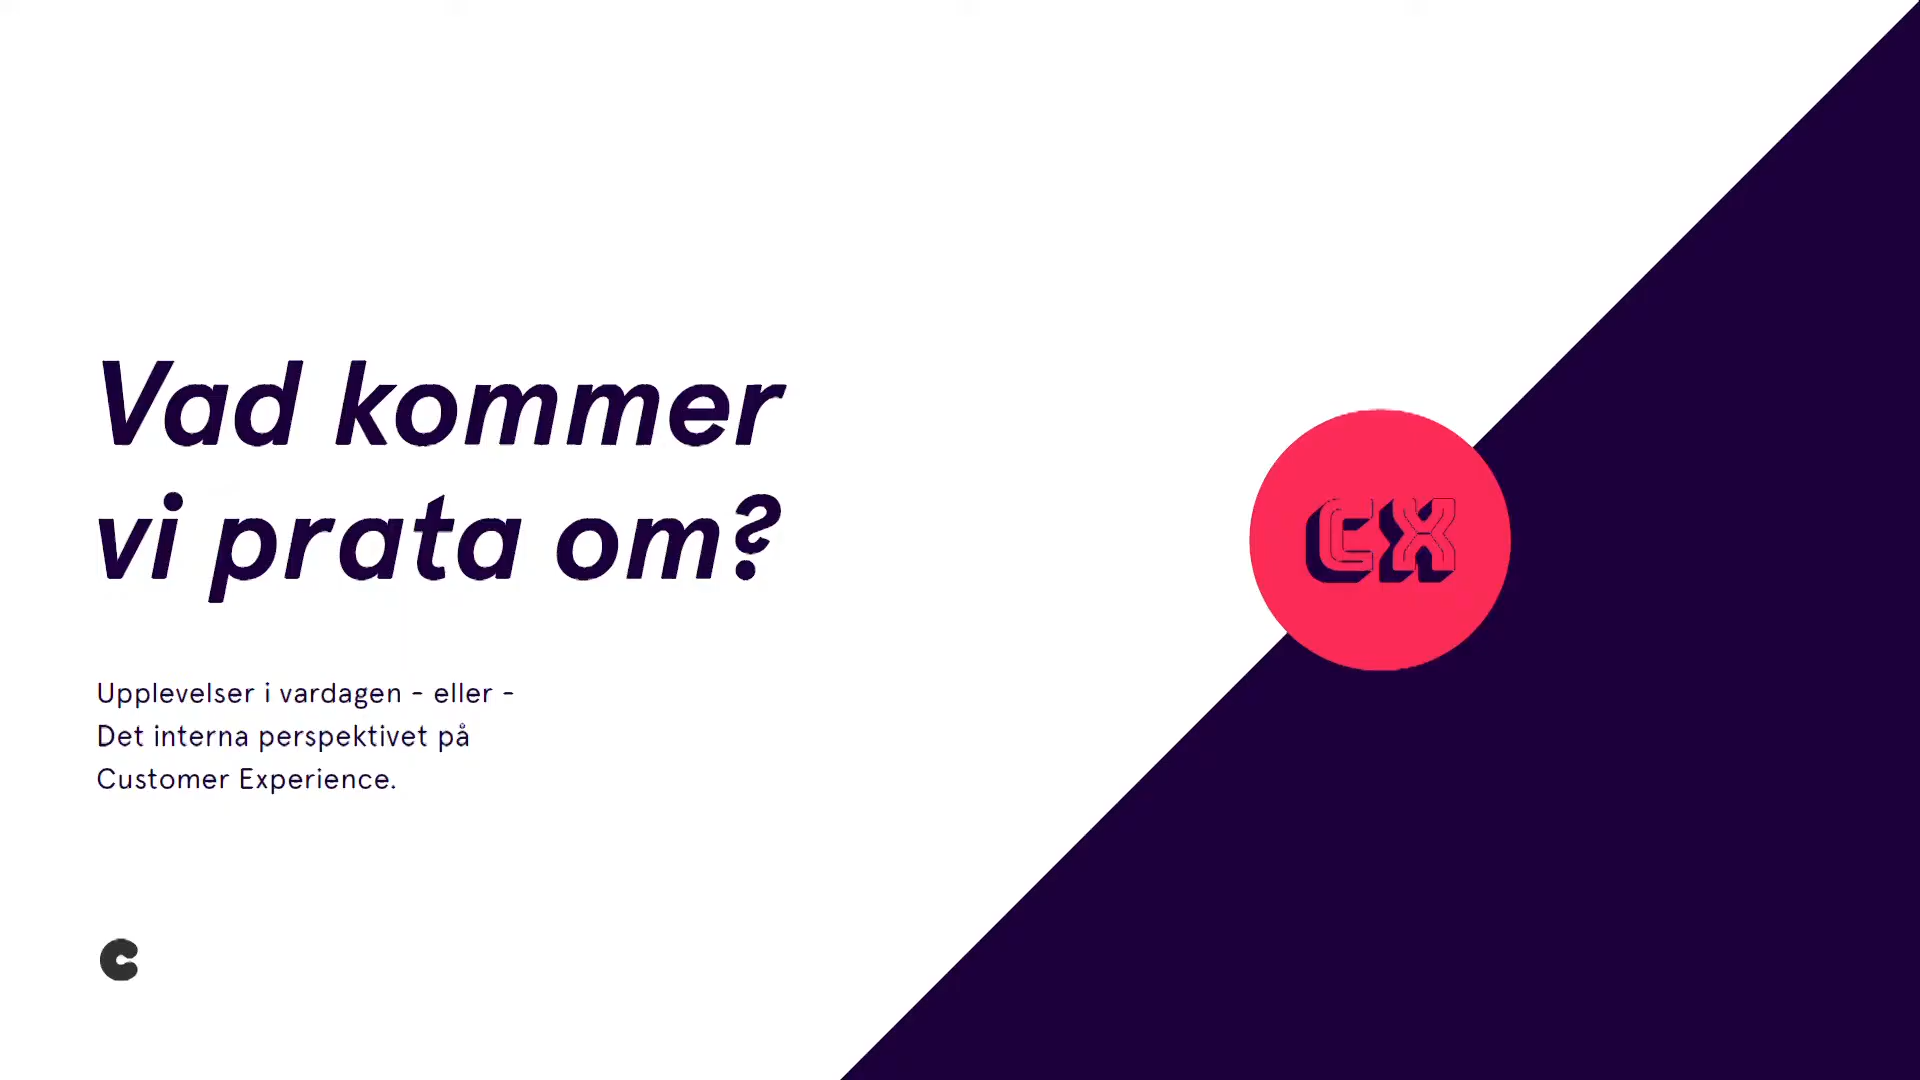 Vad kommer
vi prata om?
CX
Upplevelser i vardagen - eller -
Det interna perspektivet på
Customer Experience.
C